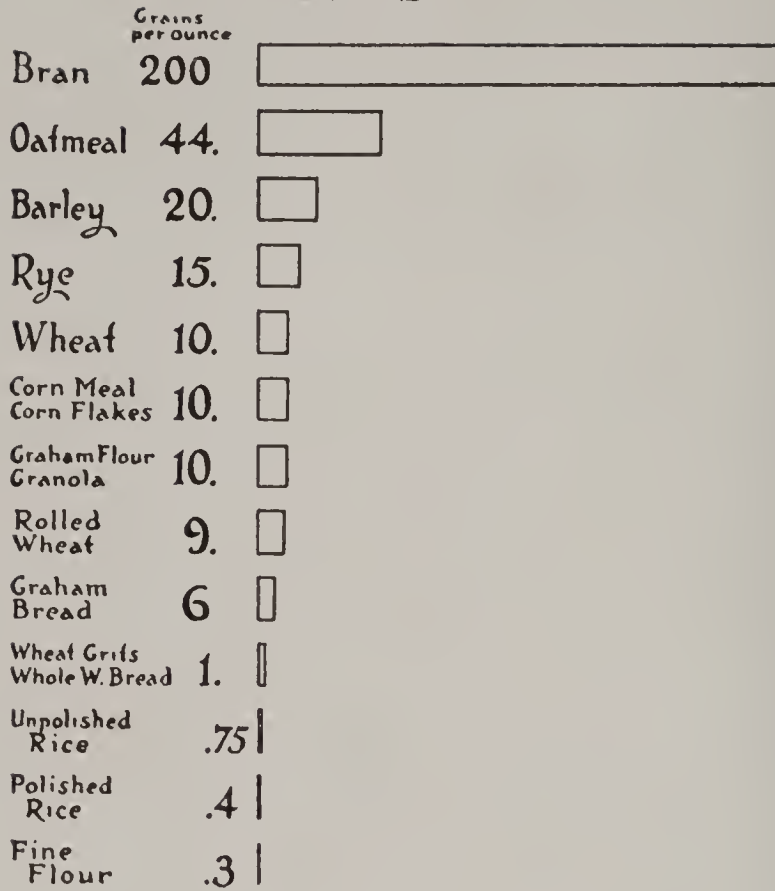 Grains
per ounce
Bran 200
Oatmeal 44.
Barley 20.
Rye 15.
Wheat 10.
Corn Meal
Corn Flakes 10.
Graham Flour
Granola 10.
Rolled
Wheat 9.
Graham
Bread 6
Wheat Grits
Whole W. Bread 1.
Unpolished
Rice .75
Polished
Rice .4
Fine
Flour .3